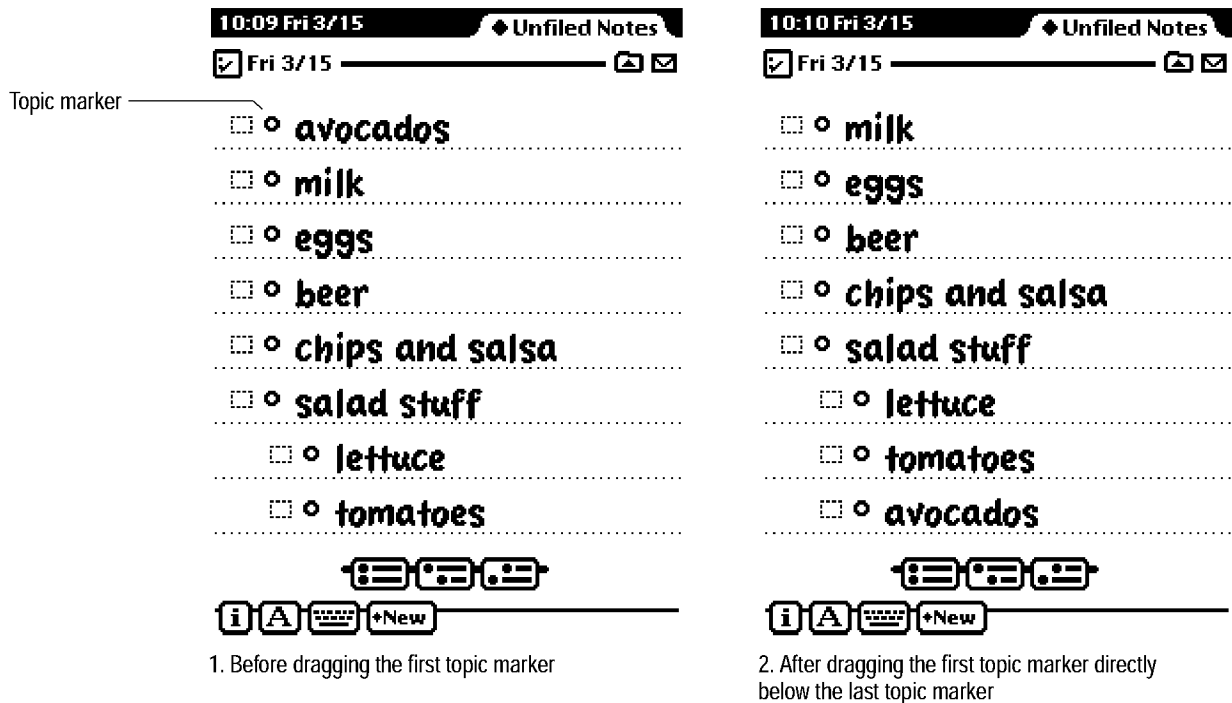 10:09 Fri 3/15 ◆Unfiled Notes
Fri 3/15
Topic marker
avocados
milk
eggs
beer
chips and salsa
salad stuff
lettuce
tomatoes
i A +New
1. Before dragging the first topic marker
10:10 Fri 3/15 ◆Unfiled Notes
Fri 3/15
milk
eggs
beer
chips and salsa
salad stuff
lettuce
tomatoes
avocados
i A +New
2. After dragging the first topic marker directly
below the last topic marker